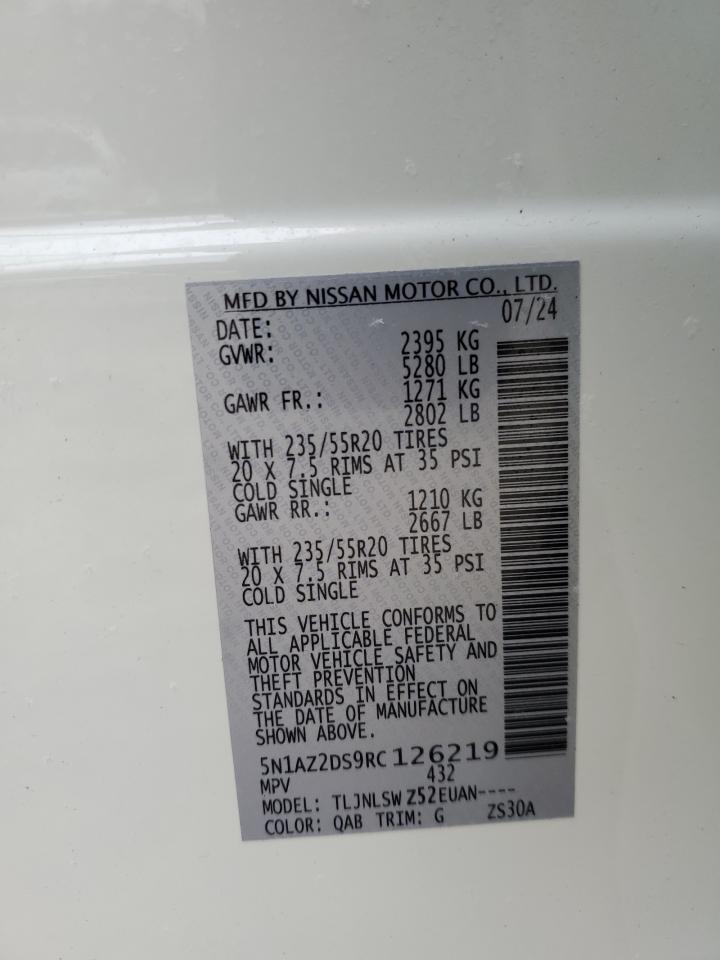 MFD BY NISSAN MOTOR CO., LTD.
DATE: 07/24
GVWR: 2395 KG
5280 LB
GAWR FR.: 1271 KG
2802 LB
WITH 235/55R20 TIRES
20 X 7.5 RIMS AT 35 PSI
COLD SINGLE
GAWR RR.: 1210 KG
2667 LB
WITH 235/55R20 TIRES
20 X 7.5 RIMS AT 35 PSI
COLD SINGLE
THIS VEHICLE CONFORMS TO
ALL APPLICABLE FEDERAL
MOTOR VEHICLE SAFETY AND
THEFT PREVENTION
STANDARDS IN EFFECT ON
THE DATE OF MANUFACTURE
SHOWN ABOVE.
5N1AZ2DS9RC126219
MPV 432
MODEL: TLJNLSW Z52EUAN----
COLOR: QAB TRIM: G ZS30A